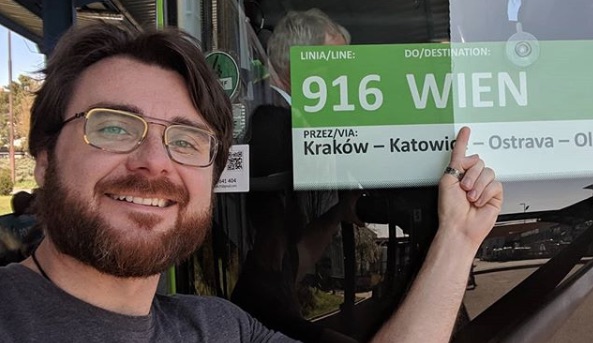 LINIA/LINE: DO/DESTINATION:
916 WIEN
PRZEZ/VIA:
Kraków – Katowic – Ostrava – Ol